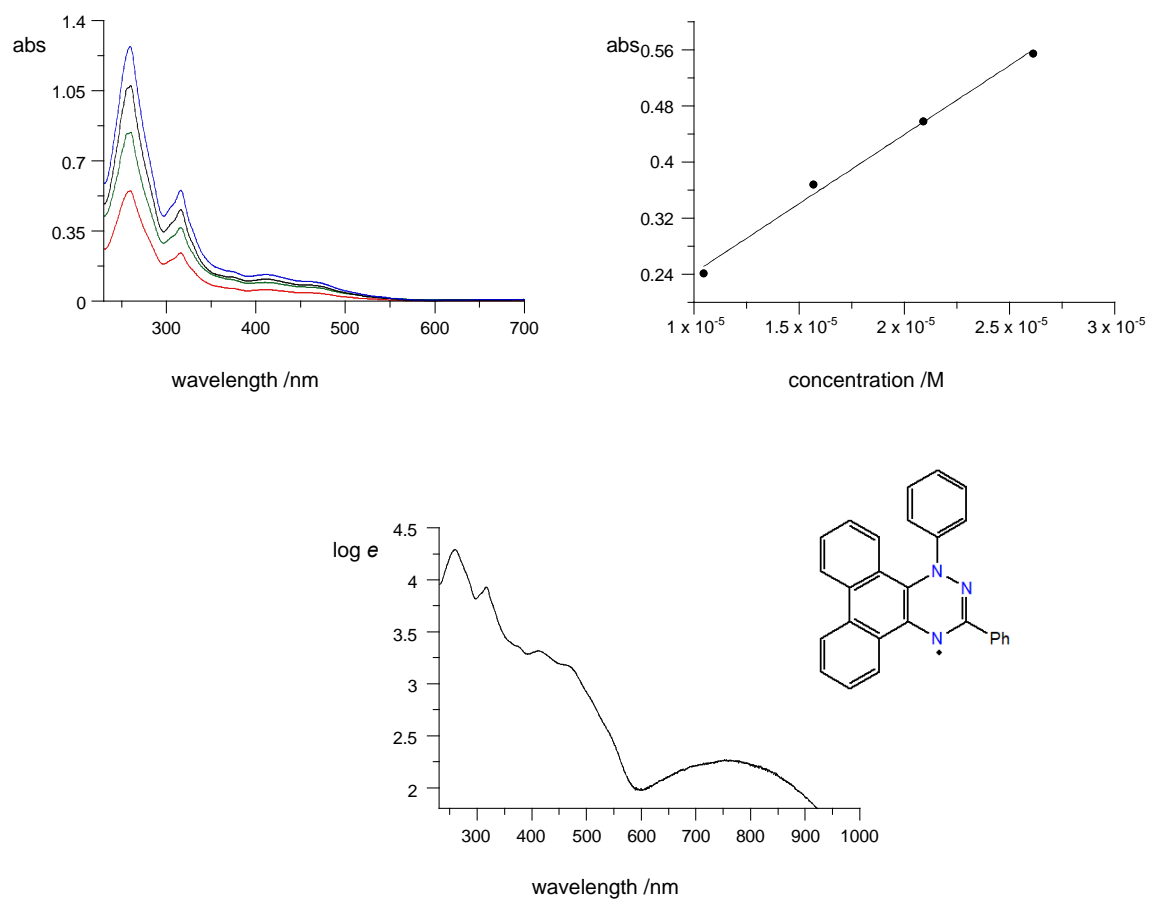 1.4
abs
1.05
0.7
0.35
0
300 400 500 600 700
wavelength /nm
abs
0.56
0.48
0.4
0.32
0.24
1 x 10-5 1.5 x 10-5 2 x 10-5 2.5 x 10-5 3 x 10-5
concentration /M
4.5
log e
4
3.5
3
2.5
2
300 400 500 600 700 800 900 1000
wavelength /nm
N
N
N
Ph